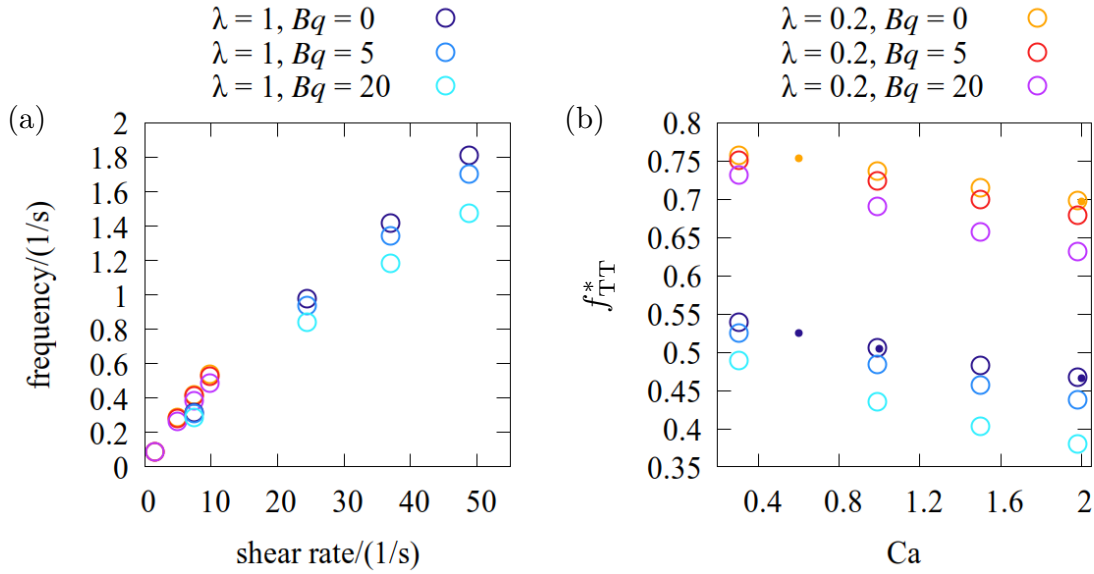 λ = 1, Bq = 0
λ = 1, Bq = 5
λ = 1, Bq = 20
(a)
2
1.8
1.6
1.4
1.2
1
0.8
0.6
0.4
0.2
0
frequency/(1/s)
0 10 20 30 40 50
shear rate/(1/s)
λ = 0.2, Bq = 0
λ = 0.2, Bq = 5
λ = 0.2, Bq = 20
(b)
0.8
0.75
0.7
0.65
0.6
0.55
0.5
0.45
0.4
0.35
f*TT
0.4 0.8 1.2 1.6 2
Ca